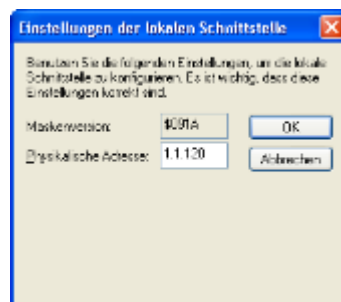 Einstellungen der lokalen Schnittstelle
Benutzen Sie die folgenden Einstellungen, um die lokale
Schnittstelle zu konfigurieren. Es ist wichtig, dass diese
Einstellungen korrekt sind.
Maskenversion: $091A
OK
Physikalische Adresse: 1.1.120
Abbrechen